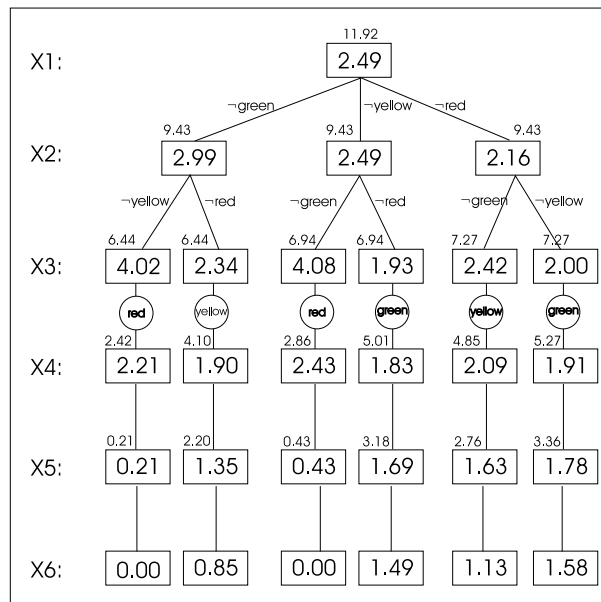 11.92
X1: 2.49
¬green ¬yellow ¬red
9.43 9.43 9.43
X2: 2.99 2.49 2.16
¬yellow ¬red ¬green ¬red ¬green ¬yellow
6.44 6.44 6.94 6.94 7.27 7.27
X3: 4.02 2.34 4.08 1.93 2.42 2.00
red yellow red green yellow green
2.42 4.10 2.86 5.01 4.85 5.27
X4: 2.21 1.90 2.43 1.83 2.09 1.91
0.21 2.20 0.43 3.18 2.76 3.36
X5: 0.21 1.35 0.43 1.69 1.63 1.78
X6: 0.00 0.85 0.00 1.49 1.13 1.58